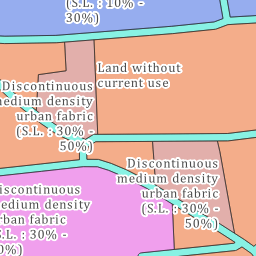 (S.L. : 10% -
30%)
Land without
current use
Discontinuous
medium density
urban fabric
(S.L. : 30% -
50%)
Discontinuous
medium density
urban fabric
(S.L. : 30% -
50%)
iscontinuous
edium density
rban fabric
S.L. : 30% -
0%)